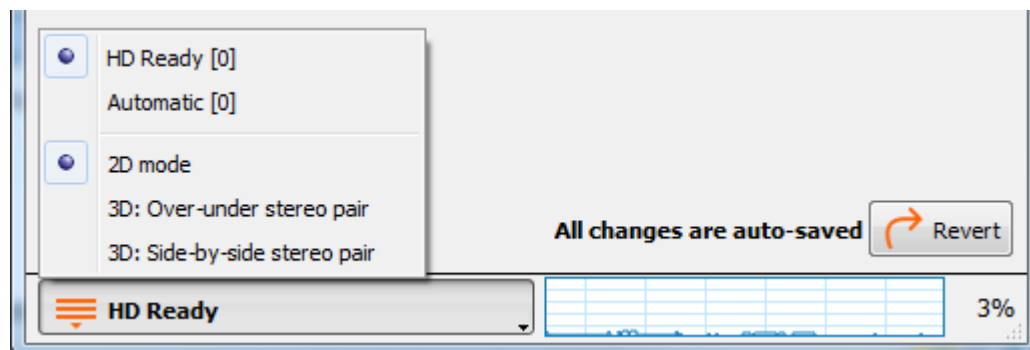 HD Ready [0]
Automatic [0]
2D mode
3D: Over-under stereo pair
3D: Side-by-side stereo pair
All changes are auto-saved
Revert
HD Ready
3%